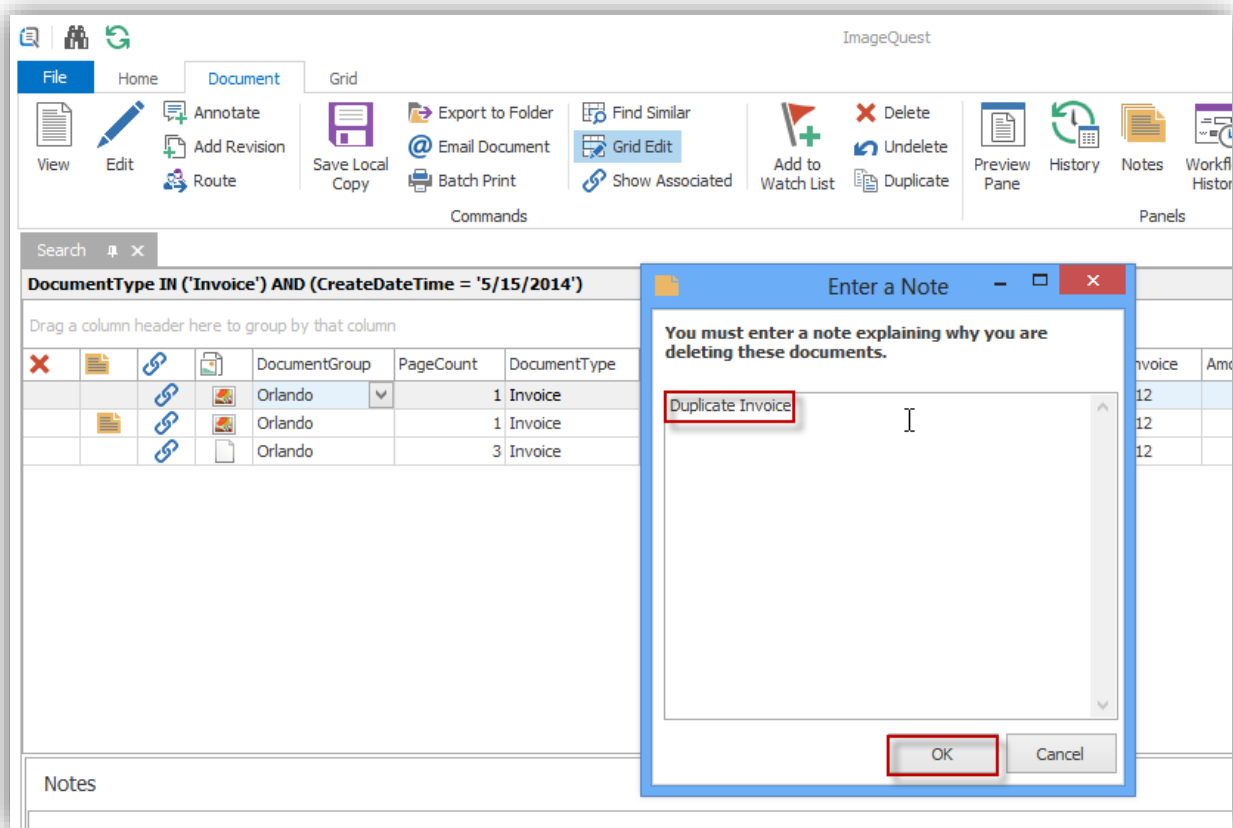 ImageQuest
File Home Document Grid
View
Edit
Annotate
Add Revision
Route
Save Local
Copy
Export to Folder
Email Document
Batch Print
Find Similar
Grid Edit
Show Associated
Add to
Watch List
Delete
Undelete
Duplicate
Preview
Pane
History
Notes
Workfl
Histor
Commands
Panels
Search
DocumentType IN ('Invoice') AND (CreateDateTime = '5/15/2014')
Drag a column header here to group by that column
DocumentGroup PageCount DocumentType nvoice Amo
Orlando 1 Invoice 12
Orlando 1 Invoice 12
Orlando 3 Invoice 12
Enter a Note
You must enter a note explaining why you are
deleting these documents.
Duplicate Invoice
OK Cancel
Notes